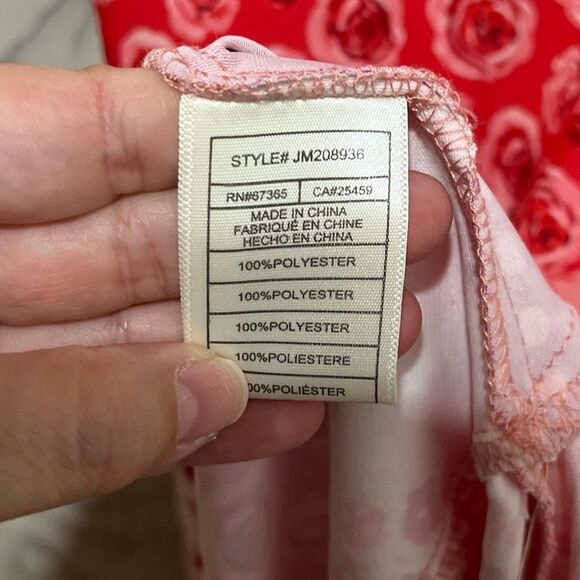 STYLE# JM208936
RN#67365 CA#25459
MADE IN CHINA
FABRIQUÉ EN CHINE
HECHO EN CHINA
100%POLYESTER
100%POLYESTER
100%POLYESTER
100%POLIESTERE
00%POLIÉSTER